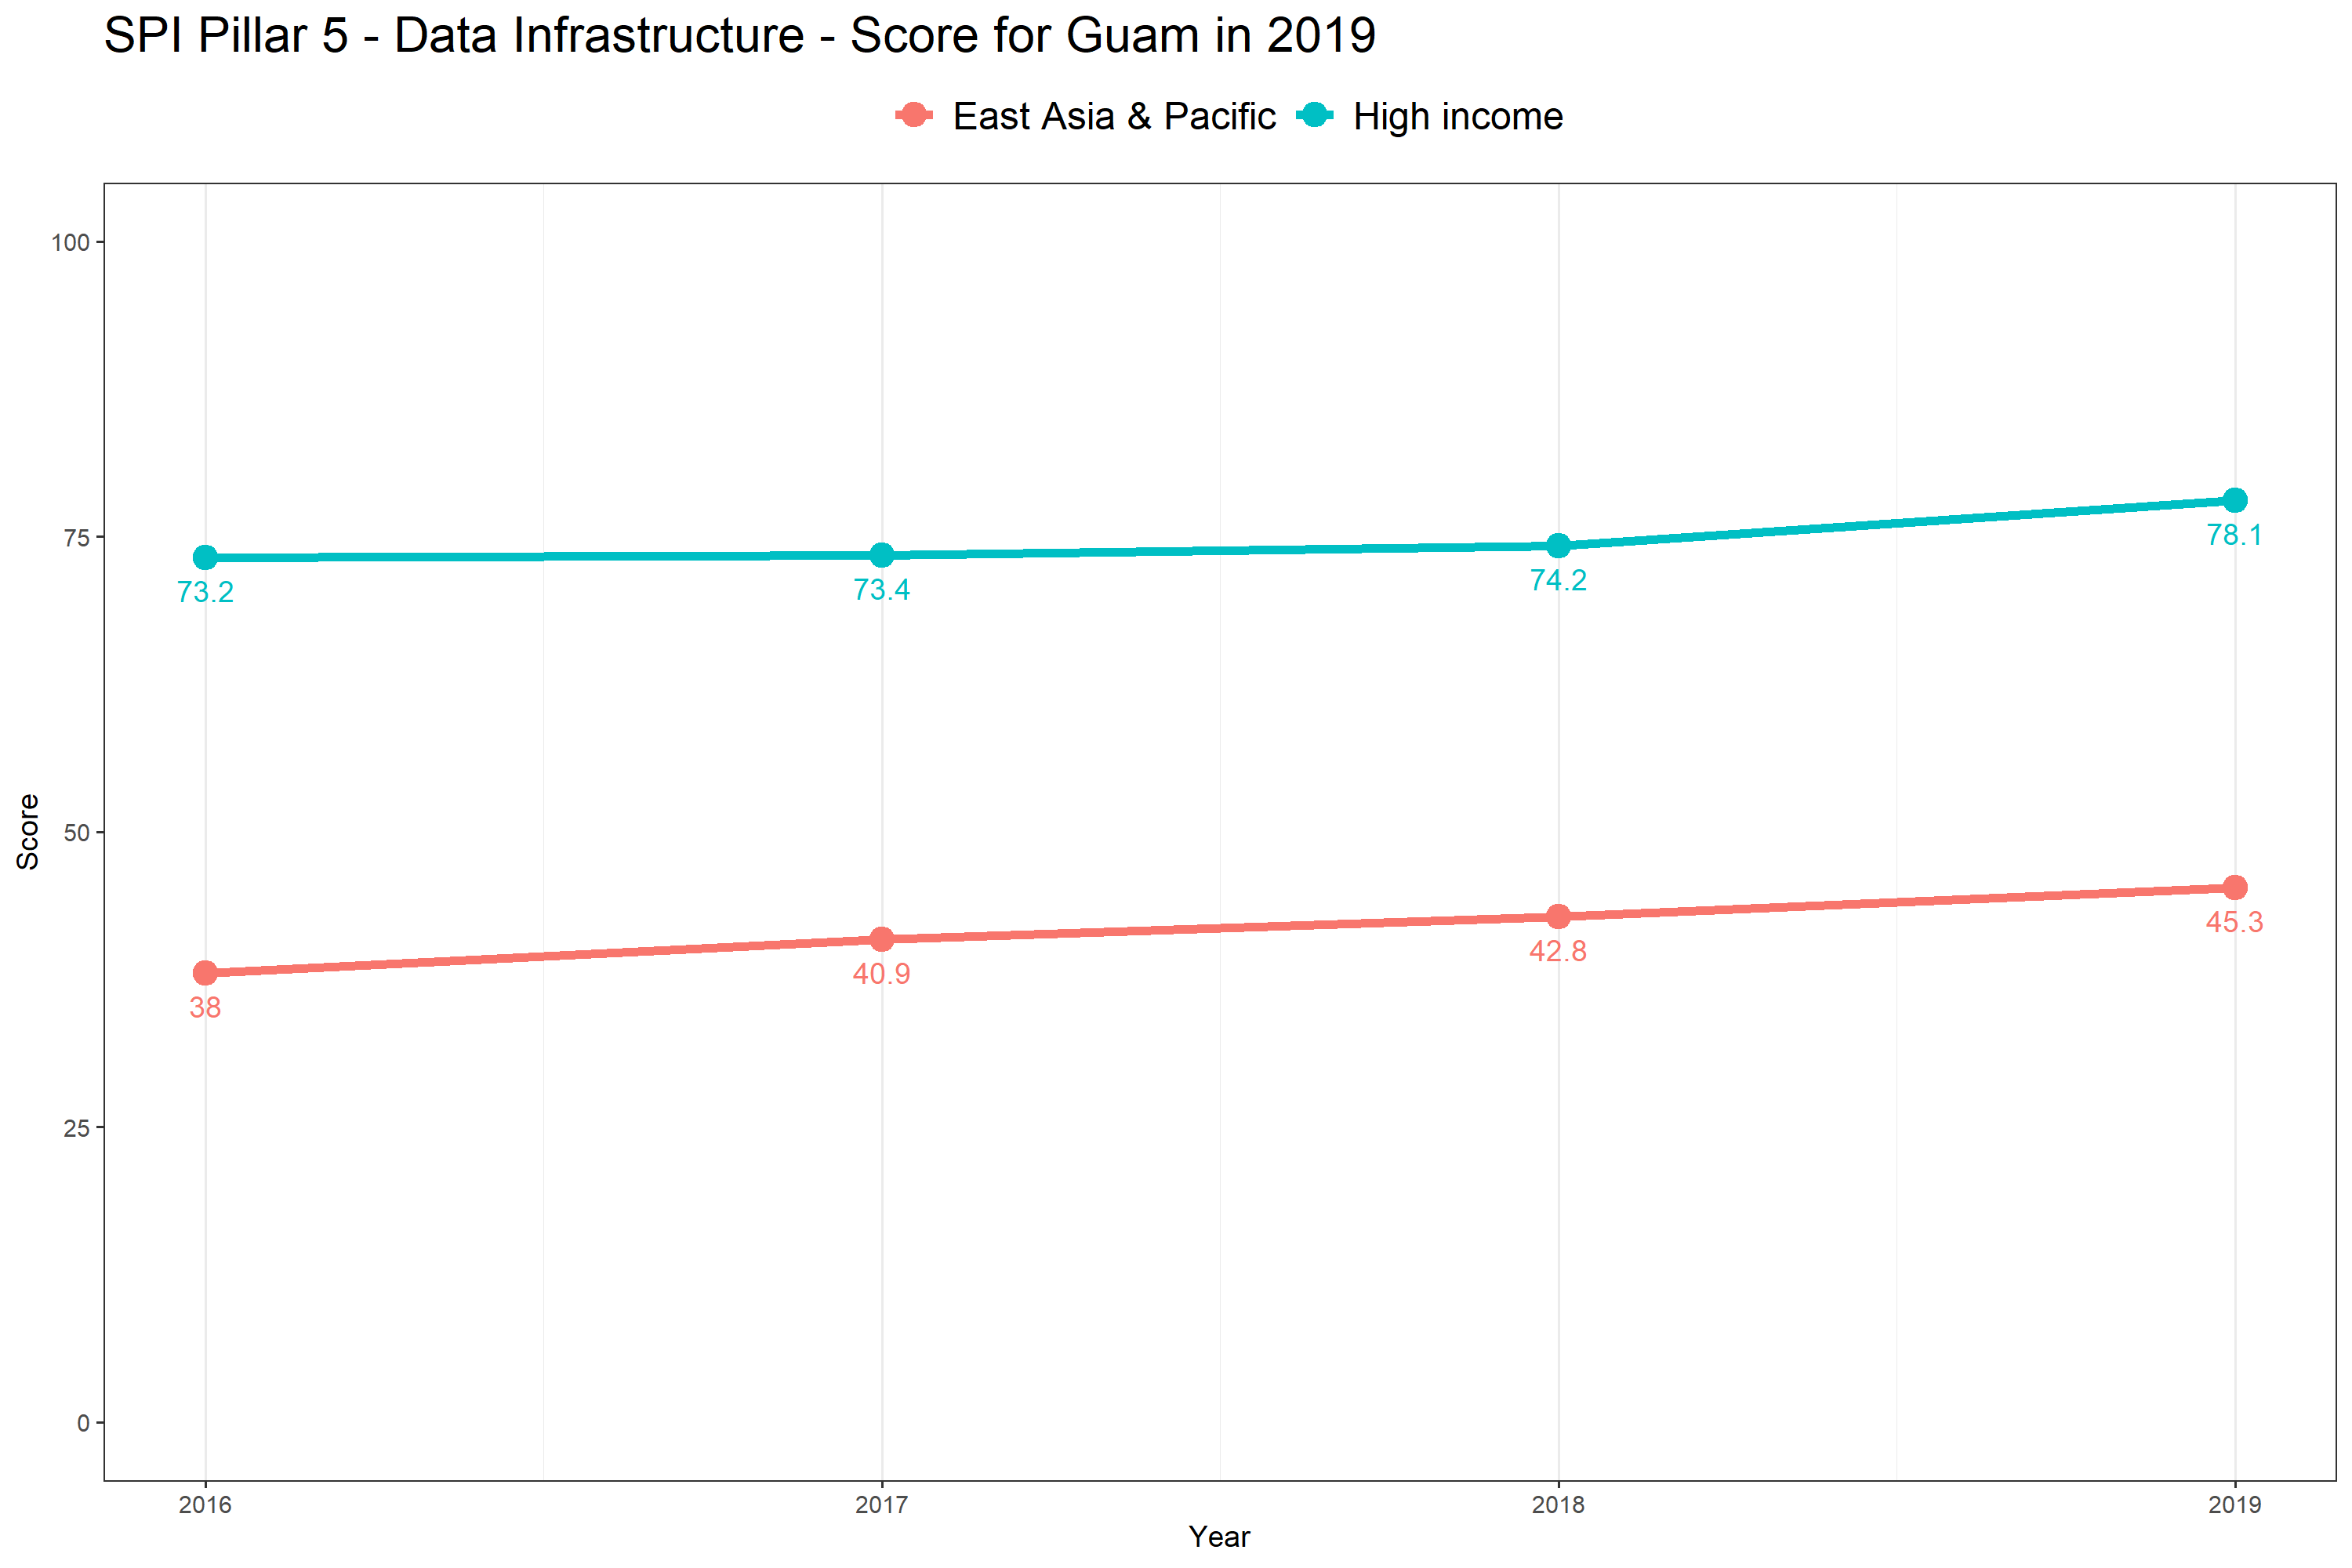 SPI Pillar 5 - Data Infrastructure - Score for Guam in 2019
East Asia & Pacific High income
100
75
50
25
0
Score
73.2
73.4
74.2
78.1
38
40.9
42.8
45.3
2016 2017 2018 2019
Year